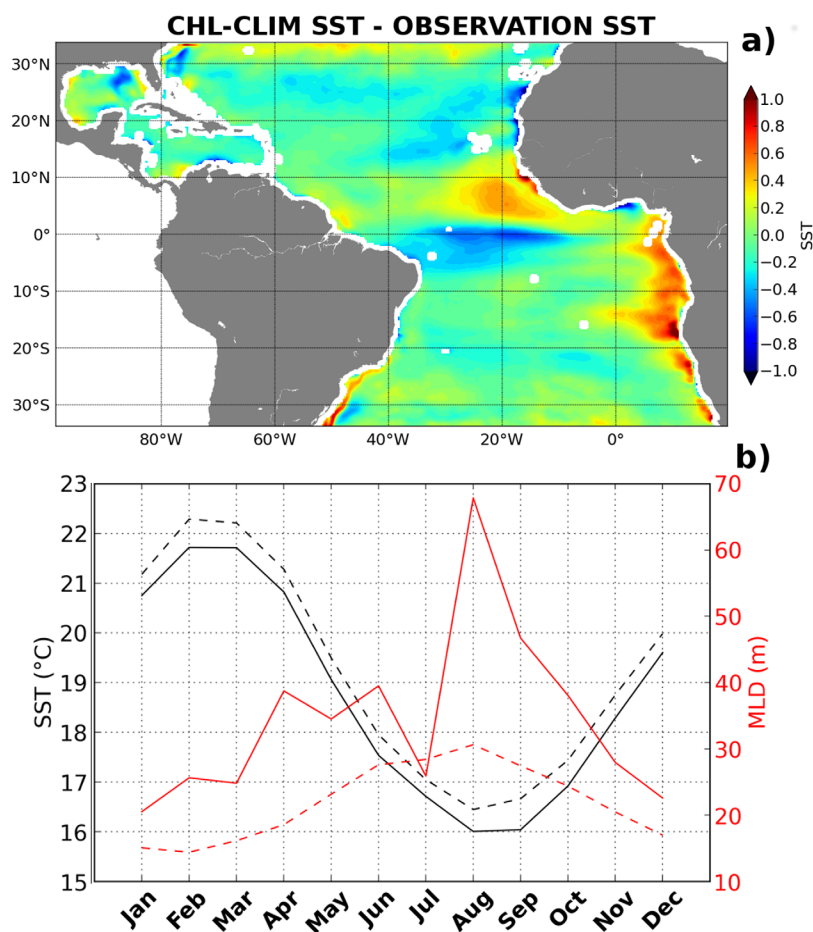 CHL-CLIM SST - OBSERVATION SST
a)
30°N
20°N
10°N
0°
10°S
20°S
30°S
80°W 60°W 40°W 20°W 0°
1.0
0.8
0.6
0.4
0.2
0.0
−0.2
−0.4
−0.6
−0.8
−1.0
SST
b)
23
22
21
20
19
18
17
16
15
SST (°C)
70
60
50
40
30
20
10
MLD (m)
Jan Feb Mar Apr May Jun Jul Aug Sep Oct Nov Dec